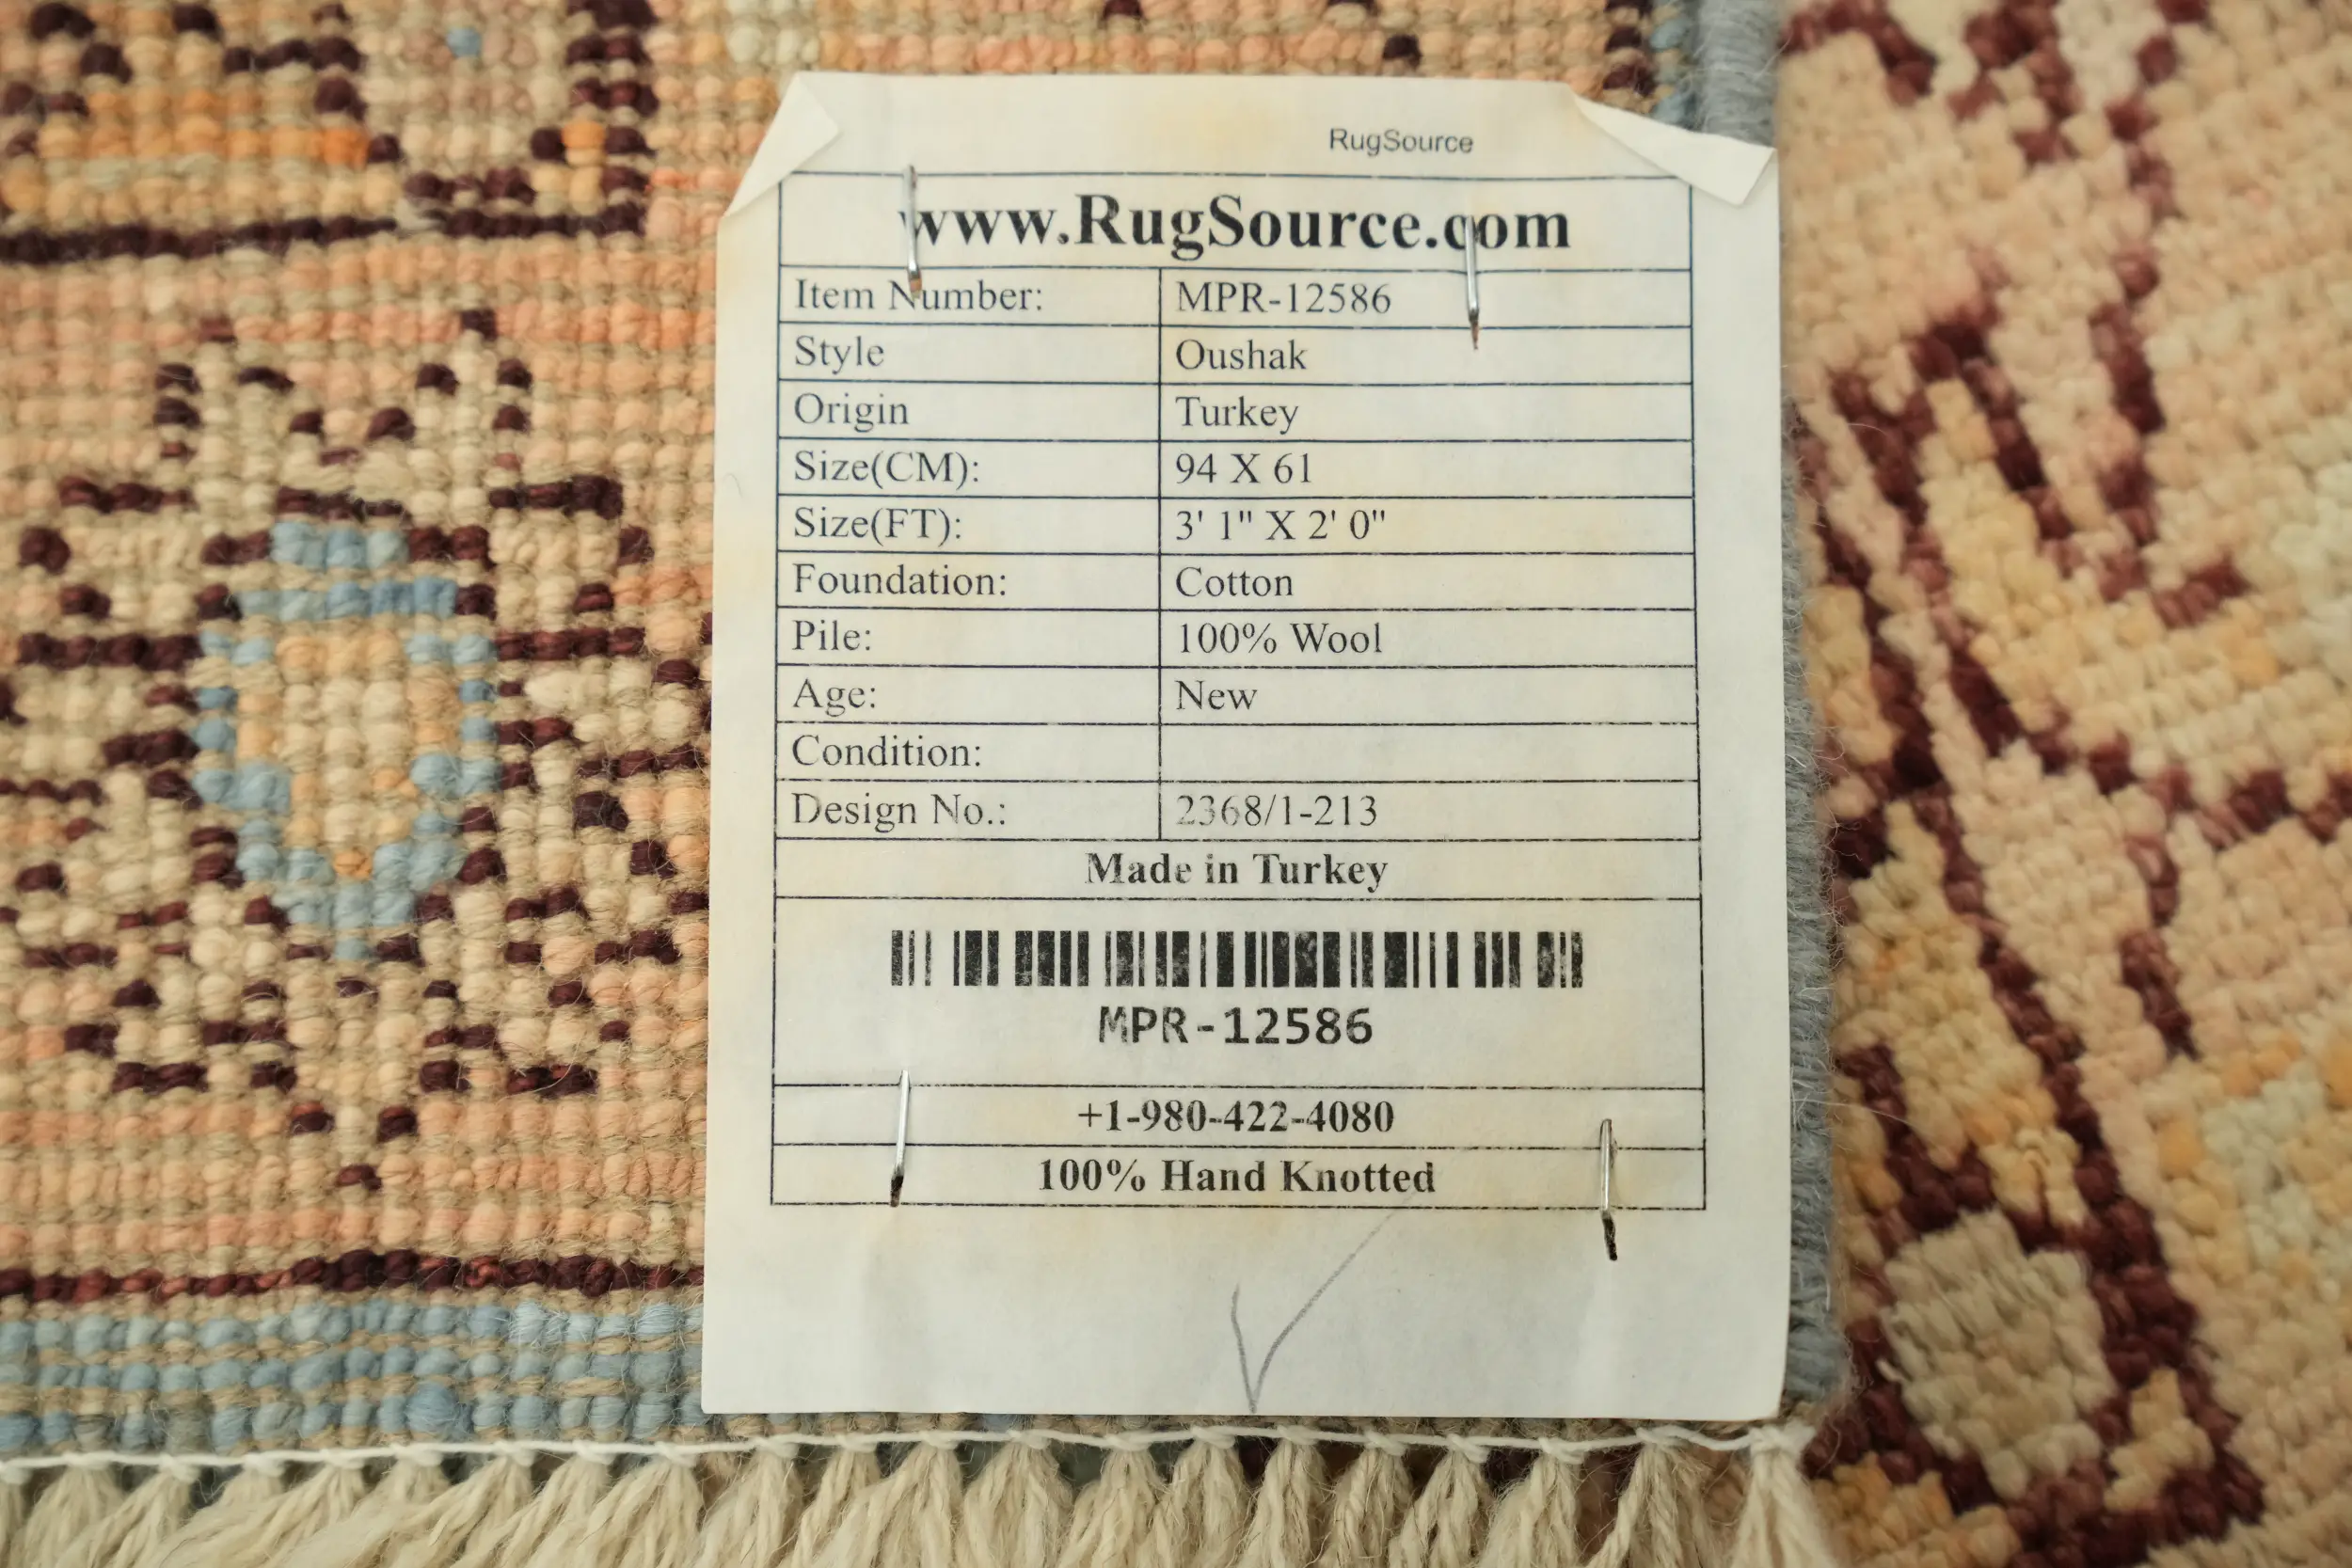 RugSource
www.RugSource.com
Item Number: MPR-12586
Style Oushak
Origin Turkey
Size(CM): 94 X 61
Size(FT): 3' 1" X 2' 0"
Foundation: Cotton
Pile: 100% Wool
Age: New
Condition:
Design No.: 2368/1-213
Made in Turkey
MPR-12586
+1-980-422-4080
100% Hand Knotted